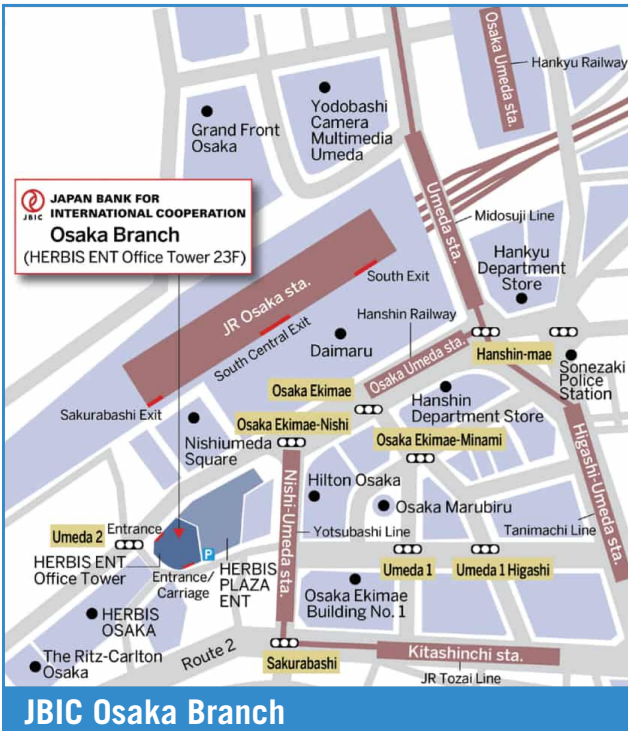 Osaka Umeda sta.
Hankyu Railway
Grand Front
Osaka
Yodobashi
Camera
Multimedia
Umeda
JBIC
JAPAN BANK FOR
INTERNATIONAL COOPERATION
Osaka Branch
(HERBIS ENT Office Tower 23F)
Umeda sta.
Midosuji Line
Hankyu
Department
Store
JR Osaka sta.
South Exit
South Central Exit
Sakurabashi Exit
Hanshin Railway
Daimaru
Osaka Umeda sta.
Hanshin-mae
Sonezaki
Police
Station
Osaka Ekimae
Hanshin
Department Store
Osaka Ekimae-Nishi
Osaka Ekimae-Minami
Nishiumeda
Square
Higashi-Umeda sta.
Hilton Osaka
Nishi-Umeda sta.
Osaka Marubiru
Yotsubashi Line
Tanimachi Line
Umeda 2
Entrance
HERBIS ENT
Office Tower
P
Entrance/
Carriage
HERBIS
PLAZA
ENT
Umeda 1
Umeda 1 Higashi
Osaka Ekimae
Building No. 1
HERBIS
OSAKA
The Ritz-Carlton
Osaka
Route 2
Sakurabashi
Kitashinchi sta.
JR Tozai Line
JBIC Osaka Branch